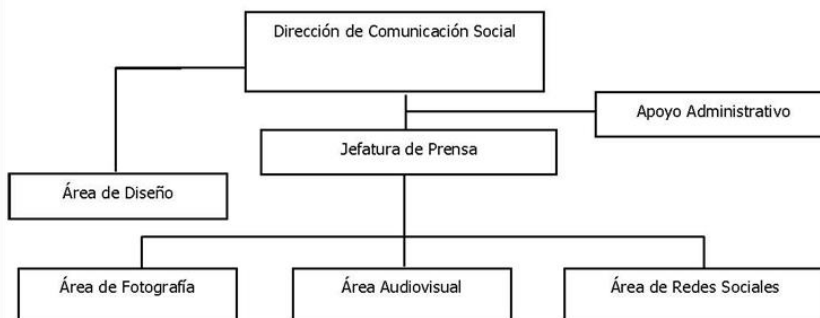 Dirección de Comunicación Social
Apoyo Administrativo
Jefatura de Prensa
Área de Diseño
Área de Fotografía
Área Audiovisual
Área de Redes Sociales